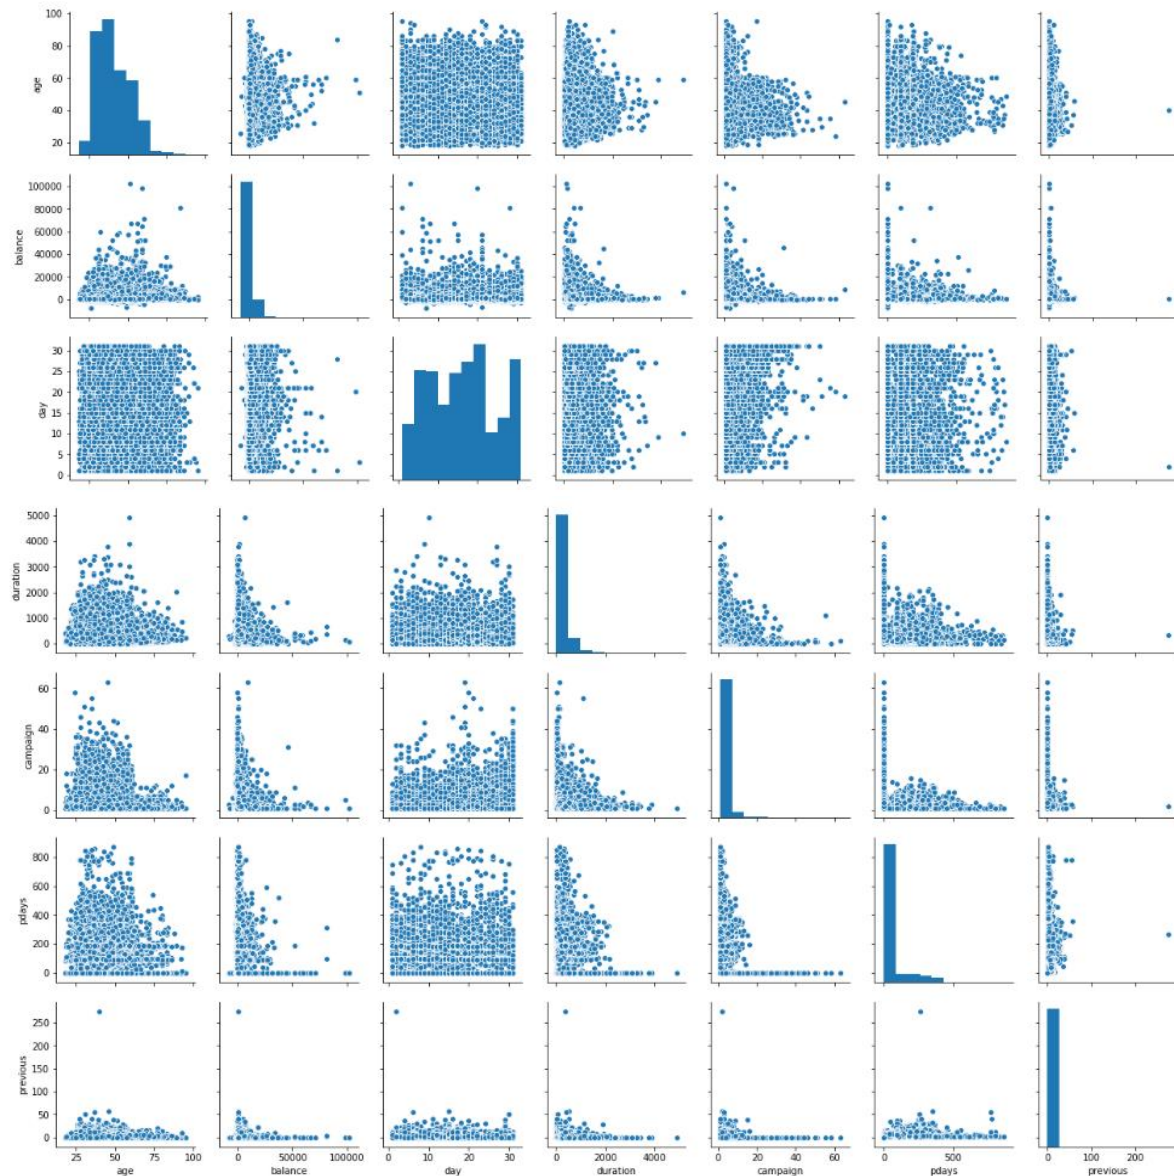 100
80
60
40
20
age
100000
80000
60000
40000
20000
0
balance
30
25
20
15
10
5
0
day
5000
4000
3000
2000
1000
0
duration
60
40
20
0
campaign
800
600
400
200
0
pdays
250
200
150
100
50
0
previous
25 50 75 100
0 50000 100000
0 10 20 30
0 2000 4000
0 20 40 60
0 500
0 100 200
age balance day duration campaign pdays previous